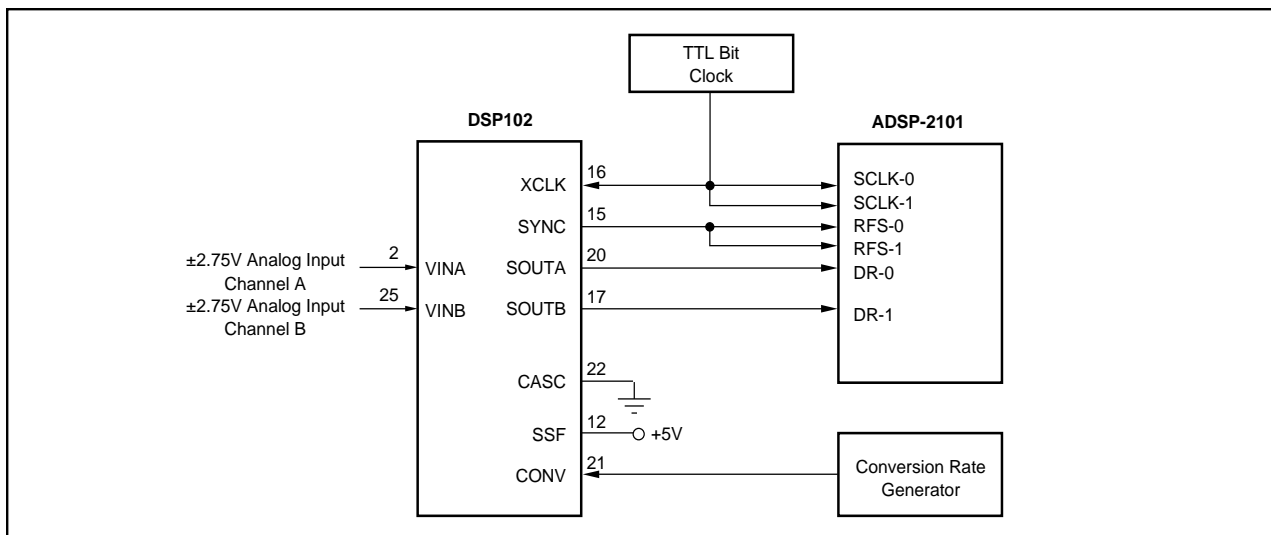 TTL Bit
Clock
DSP102
ADSP-2101
XCLK
16
SCLK-0
SCLK-1
SYNC
15
RFS-0
RFS-1
±2.75V Analog Input
Channel A
2
VINA
SOUTA
20
DR-0
±2.75V Analog Input
Channel B
25
VINB
SOUTB
17
DR-1
CASC
22
SSF
12
+5V
CONV
21
Conversion Rate
Generator